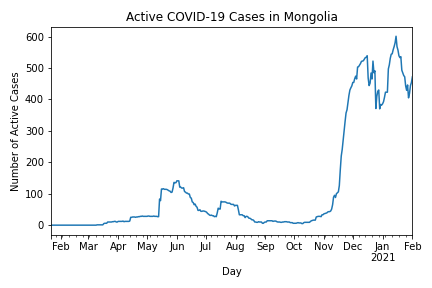 Active COVID-19 Cases in Mongolia
600
500
400
300
200
100
0
Number of Active Cases
Feb Mar Apr May Jun Jul Aug Sep Oct Nov Dec Jan Feb
2021
Day